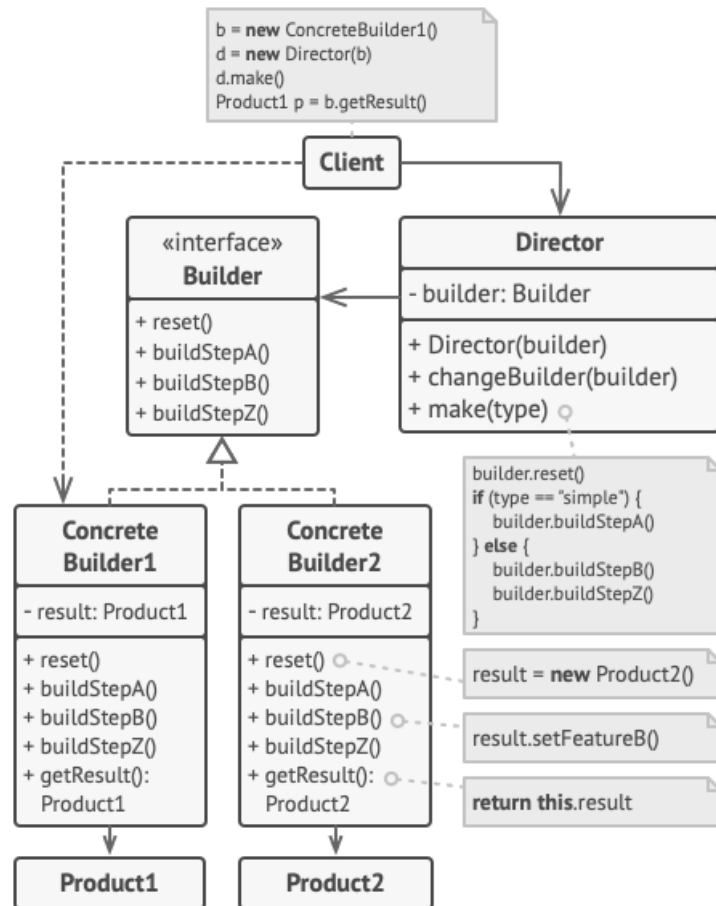 b = new ConcreteBuilder1()
d = new Director(b)
d.make()
Product1 p = b.getResult()
Client
«interface»
Builder
+ reset()
+ buildStepA()
+ buildStepB()
+ buildStepZ()
Director
- builder: Builder
+ Director(builder)
+ changeBuilder(builder)
+ make(type)
builder.reset()
if (type == "simple") {
builder.buildStepA()
} else {
builder.buildStepB()
builder.buildStepZ()
}
Concrete
Builder1
- result: Product1
+ reset()
+ buildStepA()
+ buildStepB()
+ buildStepZ()
+ getResult():
Product1
Concrete
Builder2
- result: Product2
+ reset()
+ buildStepA()
+ buildStepB()
+ buildStepZ()
+ getResult():
Product2
result = new Product2()
result.setFeatureB()
return this.result
Product1
Product2